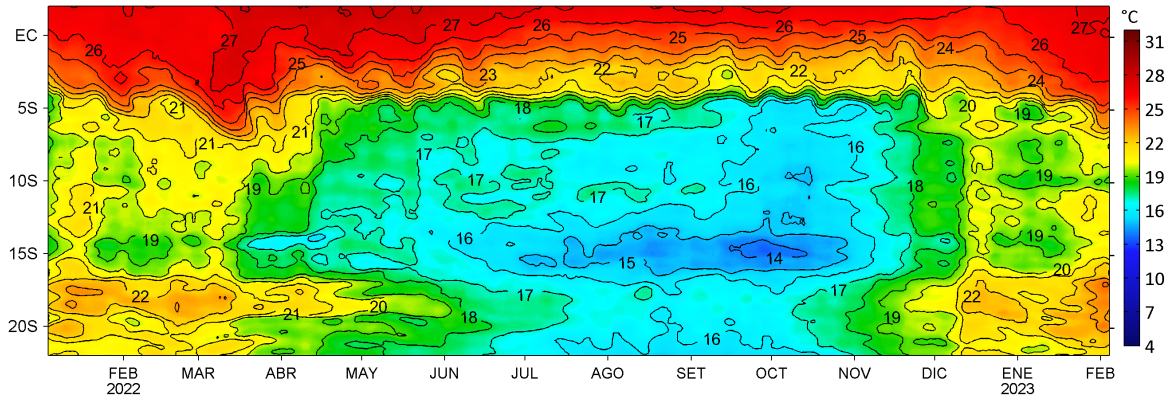 °C
27 26 27 26 27
EC 26 25 25 24 26 31
25 23 22 22 24 28
5S 21 18 20 19 25
21 21 17 22
17 16
10S 19 17 16 18 19 19
21 17 16
19 16 19 13
15S 15 14 20 10
22 20 17 17 22
21 18 19 7
20S 16 4
FEB MAR ABR MAY JUN JUL AGO SET OCT NOV DIC ENE FEB
2022 2023